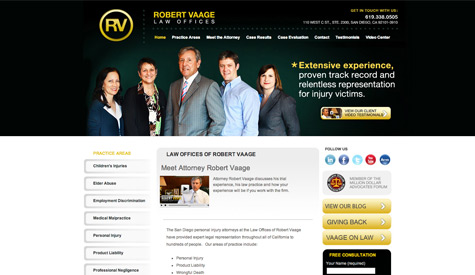 RV
ROBERT VAAGE
LAW OFFICES
GET IN TOUCH WITH US:
619.338.0505
110 WEST C ST., STE. 2300, SAN DIEGO, CA 92101
Home Practice Areas Meet the Attorney Case Results Case Evaluation Contact Testimonials Video Center
*Extensive experience,
proven track record and
relentless representation
for injury victims.
VIEW OUR CLIENT
VIDEO TESTIMONIALS
PRACTICE AREAS
Children's Injuries
Elder Abuse
Employment Discrimination
Medical Malpractice
Personal Injury
Product Liability
Professional Negligence
LAW OFFICES OF ROBERT VAAGE
Meet Attorney Robert Vaage
Attorney Robert Vaage discusses his trial
experience, his law practice and how your
experience will be if you work with the firm.
The San Diego personal injury attorneys at the Law Offices of Robert Vaage
have provided expert legal representation throughout all of California to
hundreds of people. Our areas of practice include:
Personal Injury
Product Liability
Wrongful Death
FOLLOW US
MEMBER OF THE
MILLION DOLLAR
ADVOCATES FORUM
VIEW OUR BLOG
GIVING BACK
VAAGE ON LAW
FREE CONSULTATION
Your Name (required)